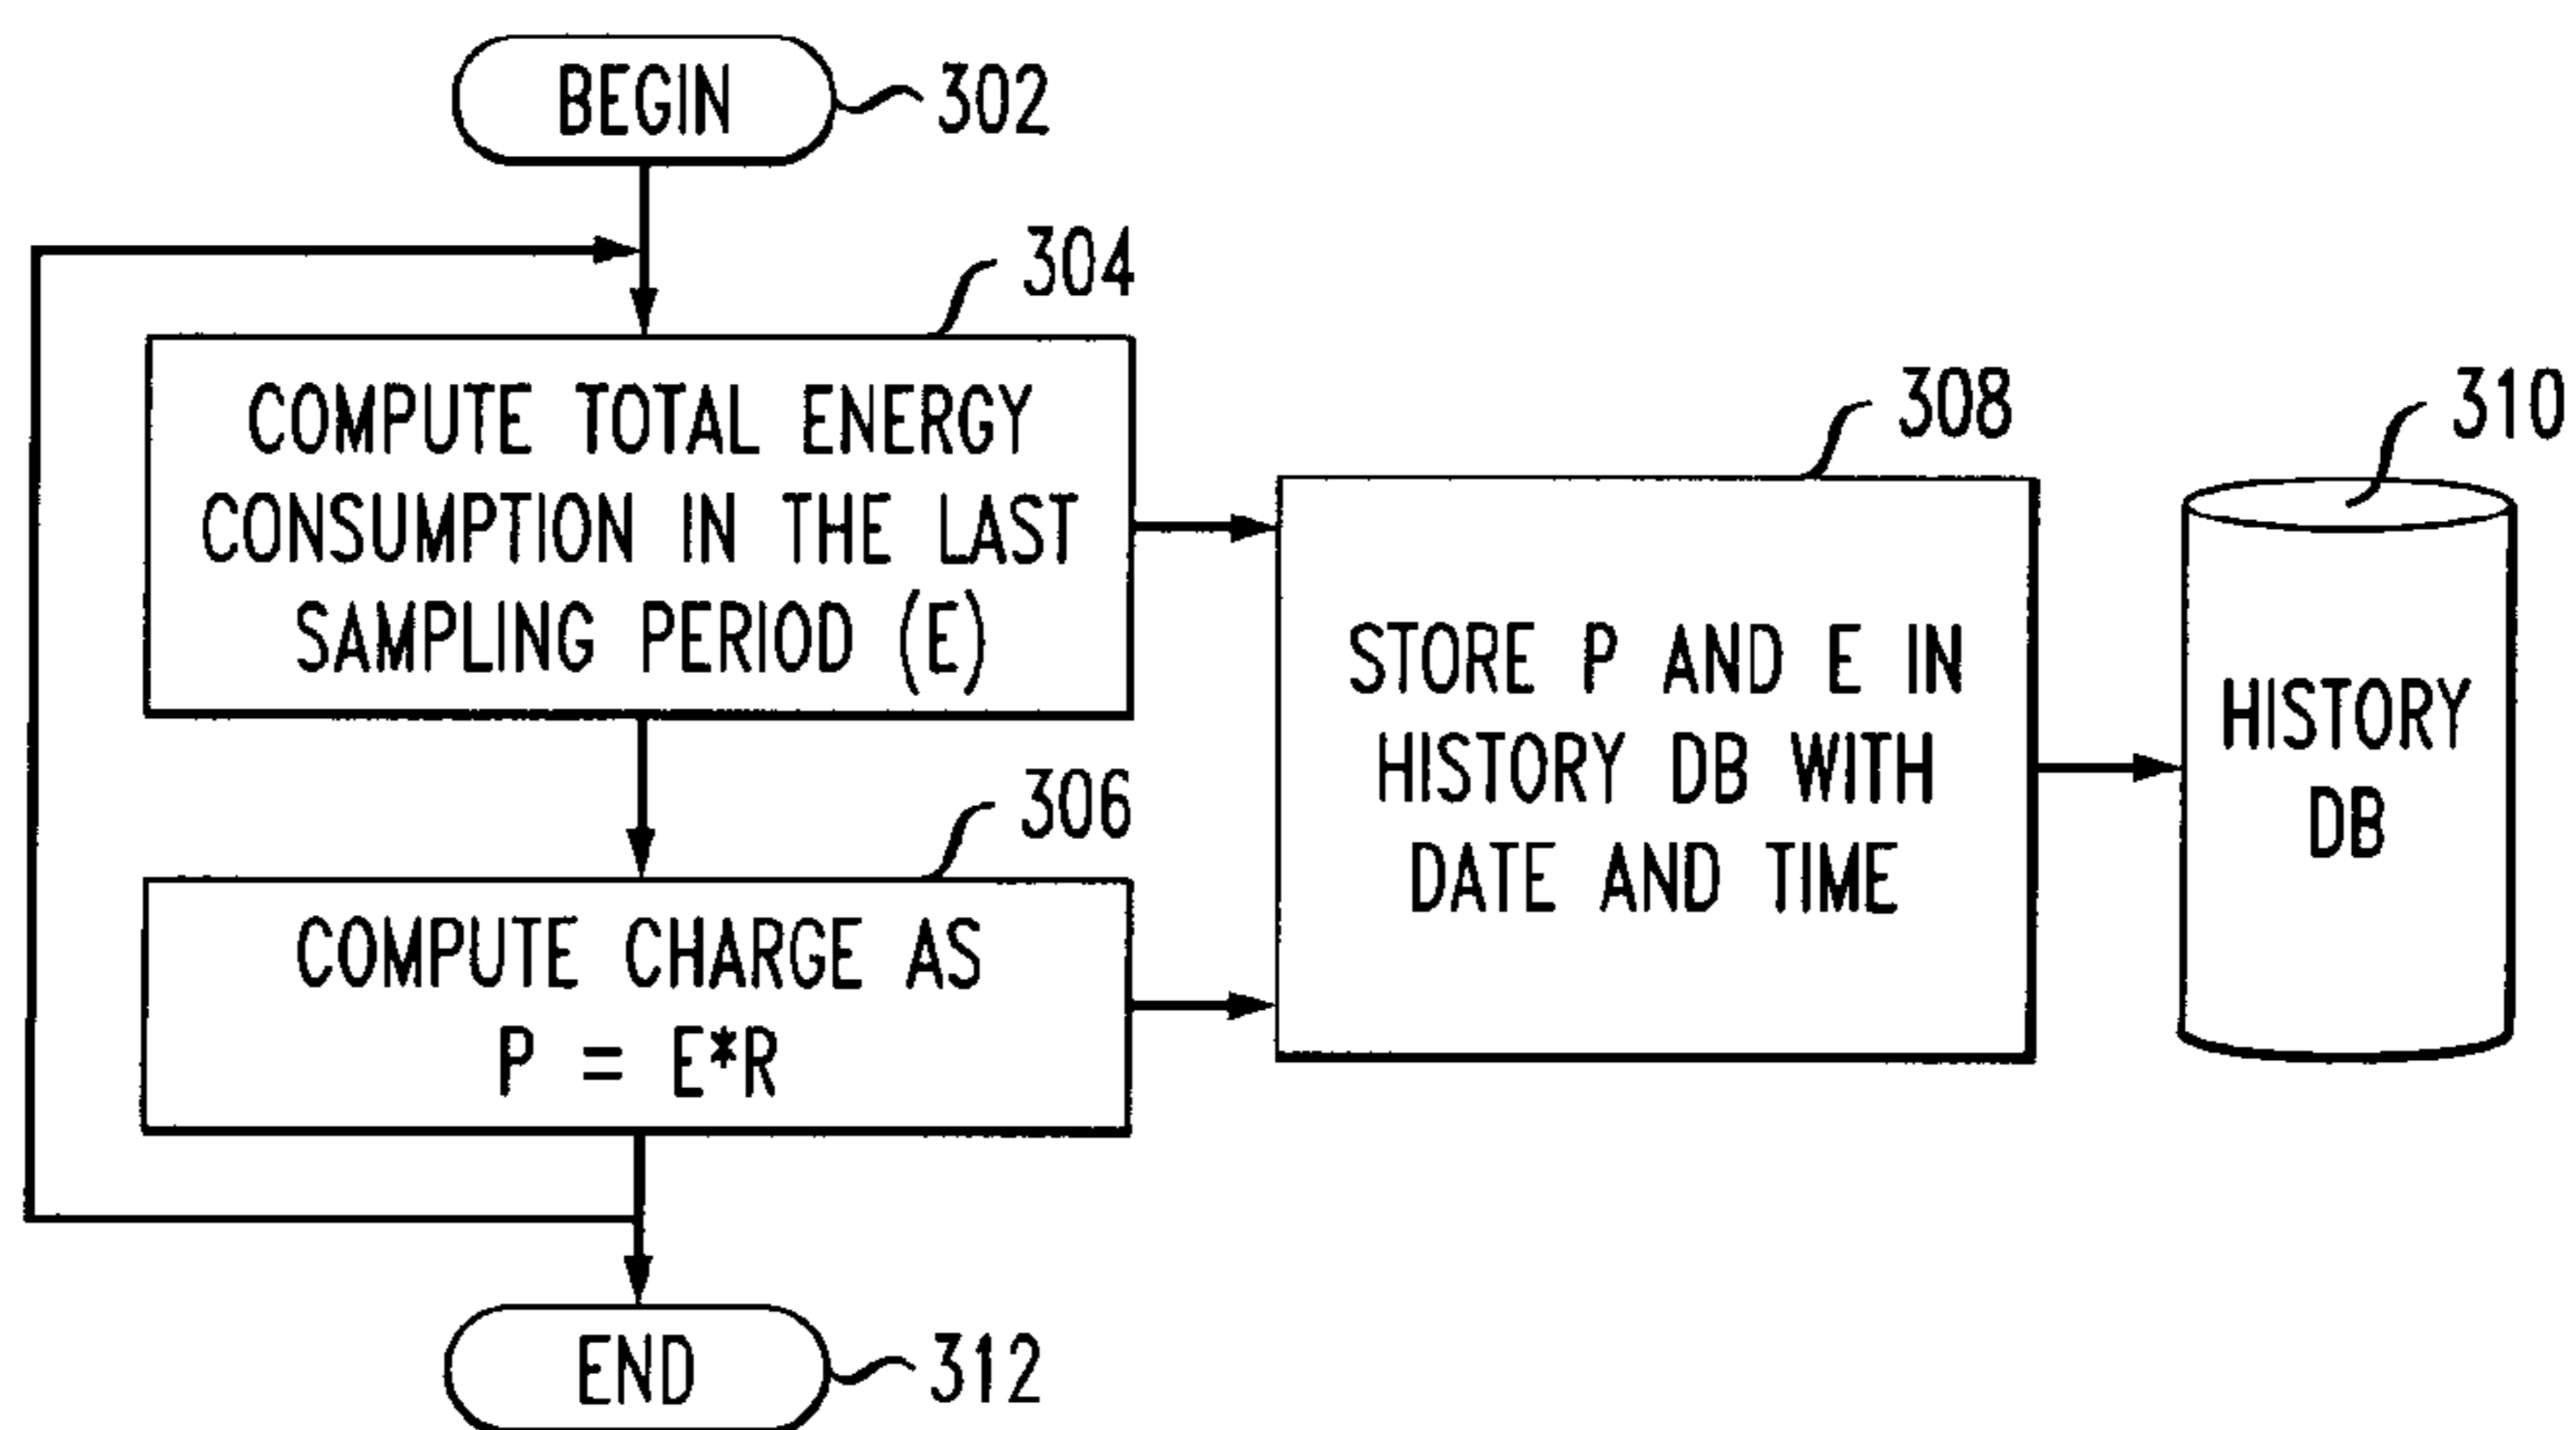 BEGIN
302
304
COMPUTE TOTAL ENERGY
CONSUMPTION IN THE LAST
SAMPLING PERIOD (E)
306
COMPUTE CHARGE AS
P = E*R
308
STORE P AND E IN
HISTORY DB WITH
DATE AND TIME
310
HISTORY
DB
END
312